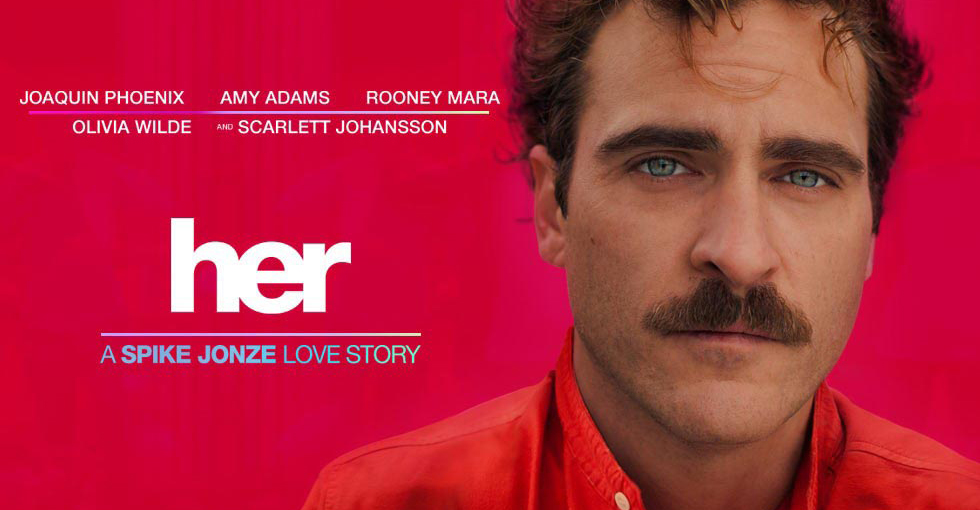 JOAQUIN PHOENIX AMY ADAMS ROONEY MARA
OLIVIA WILDE AND SCARLETT JOHANSSON
her
A SPIKE JONZE LOVE STORY